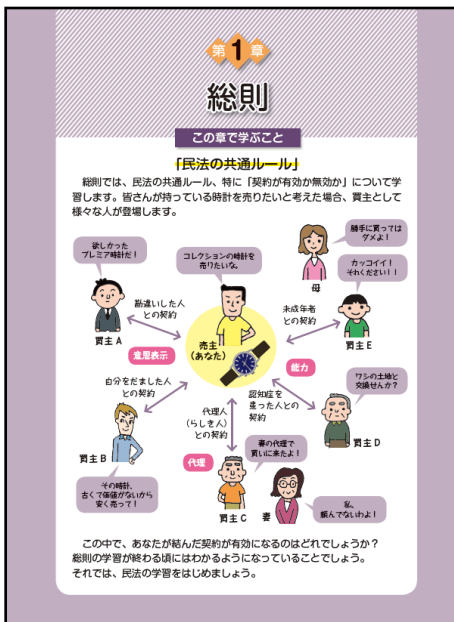 第1章
総則
この章で学ぶこと
「民法の共通ルール」
総則では、民法の共通ルール、特に「契約が有効か無効か」について学
習します。皆さんが持っている時計を売りたいと考えた場合、買主として
様々な人が登場します。
欲しかった
プレミア時計だ！
コレクションの時計を
売りたいな。
勝手に買っては
ダメよ！
母
カッコイイ！
それください！！
買主A
勘違いした人
との契約
売主
（あなた）
未成年者
との契約
買主E
意思表示
能力
自分をだました人
との契約
代理人
（らしき人）
との契約
認知症を
患った人との
契約
ワシの土地と
交換せんか？
買主B
買主D
代理
妻の代理で
買いに来たよ！
その時計、
古くて価値がないから
安く売って！
買主C
妻
私、
頼んでないわよ！
この中で、あなたが結んだ契約が有効になるのはどれでしょうか？
総則の学習が終わる頃にはわかるようになっていることでしょう。
それでは、民法の学習をはじめましょう。